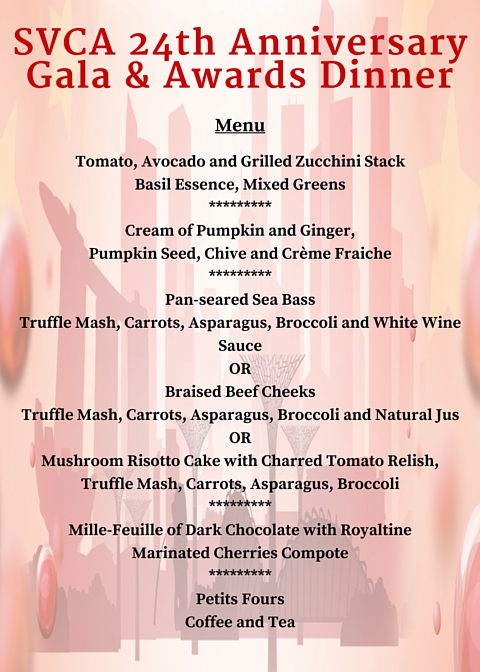 SVCA 24th Anniversary
Gala & Awards Dinner
Menu
Tomato, Avocado and Grilled Zucchini Stack
Basil Essence, Mixed Greens
*********
Cream of Pumpkin and Ginger,
Pumpkin Seed, Chive and Crème Fraiche
*********
Pan-seared Sea Bass
Truffle Mash, Carrots, Asparagus, Broccoli and White Wine
Sauce
OR
Braised Beef Cheeks
Truffle Mash, Carrots, Asparagus, Broccoli and Natural Jus
OR
Mushroom Risotto Cake with Charred Tomato Relish,
Truffle Mash, Carrots, Asparagus, Broccoli
*********
Mille-Feuille of Dark Chocolate with Royaltine
Marinated Cherries Compote
*********
Petits Fours
Coffee and Tea